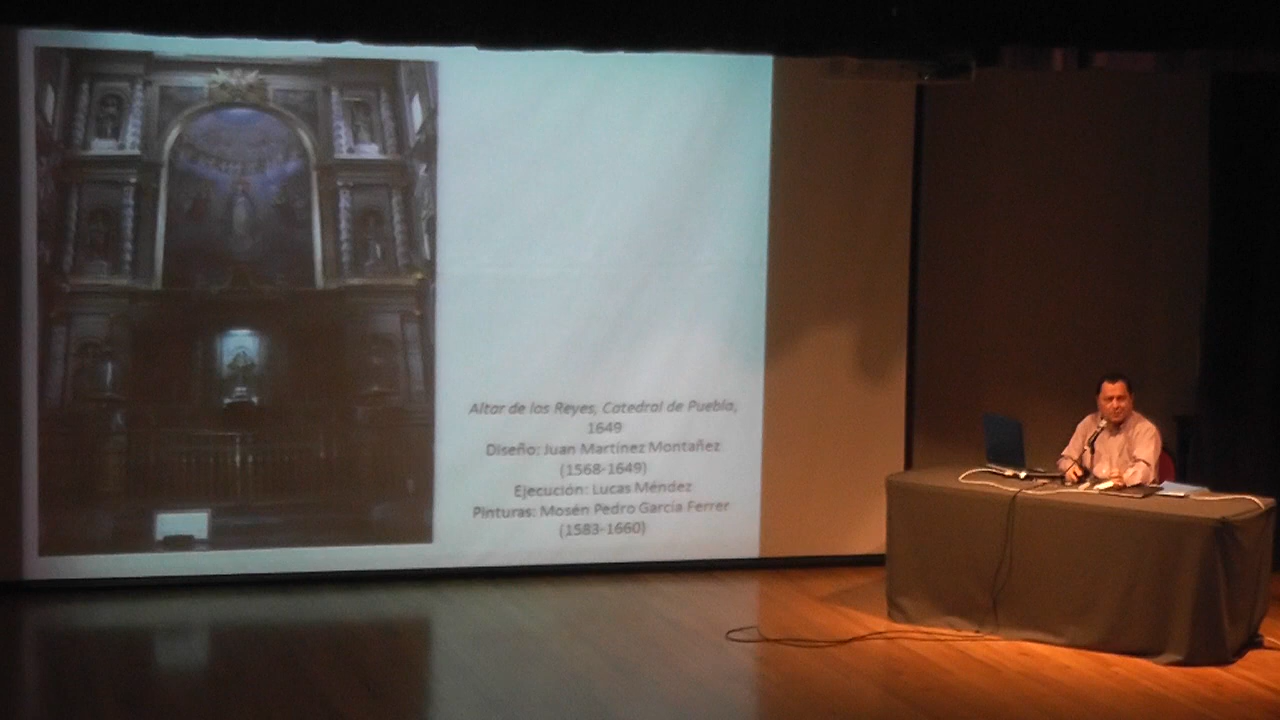 Altar de los Reyes, Catedral de Puebla,
1649
Diseño: Juan Martínez Montañez
(1568-1649)
Ejecución: Lucas Méndez
Pinturas: Mosén Pedro García Ferrer
(1583-1660)